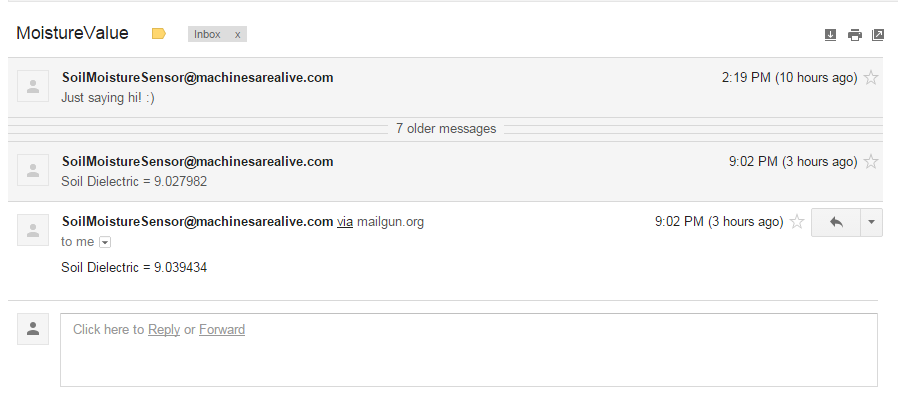 MoistureValue Inbox x
SoilMoistureSensor@machinesarealive.com 2:19 PM (10 hours ago)
Just saying hi! :)
7 older messages
SoilMoistureSensor@machinesarealive.com 9:02 PM (3 hours ago)
Soil Dielectric = 9.027982
SoilMoistureSensor@machinesarealive.com via mailgun.org 9:02 PM (3 hours ago)
to me
Soil Dielectric = 9.039434
Click here to Reply or Forward